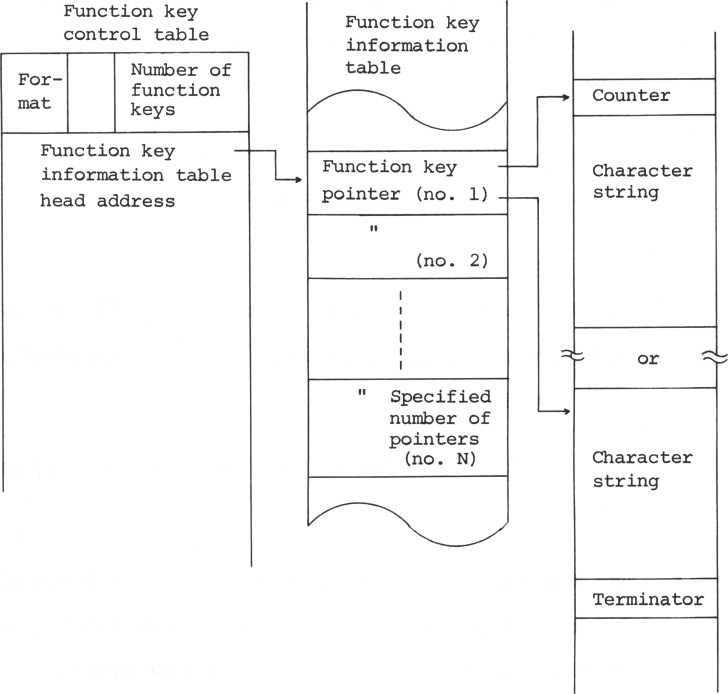 Function key
control table
For-
mat
Number of
function
keys
Function key
information table
head address
Function key
information
table
Function key
pointer (no. 1)
"
(no. 2)
" Specified
number of
pointers
(no. N)
Counter
Character
string
or
Character
string
Terminator